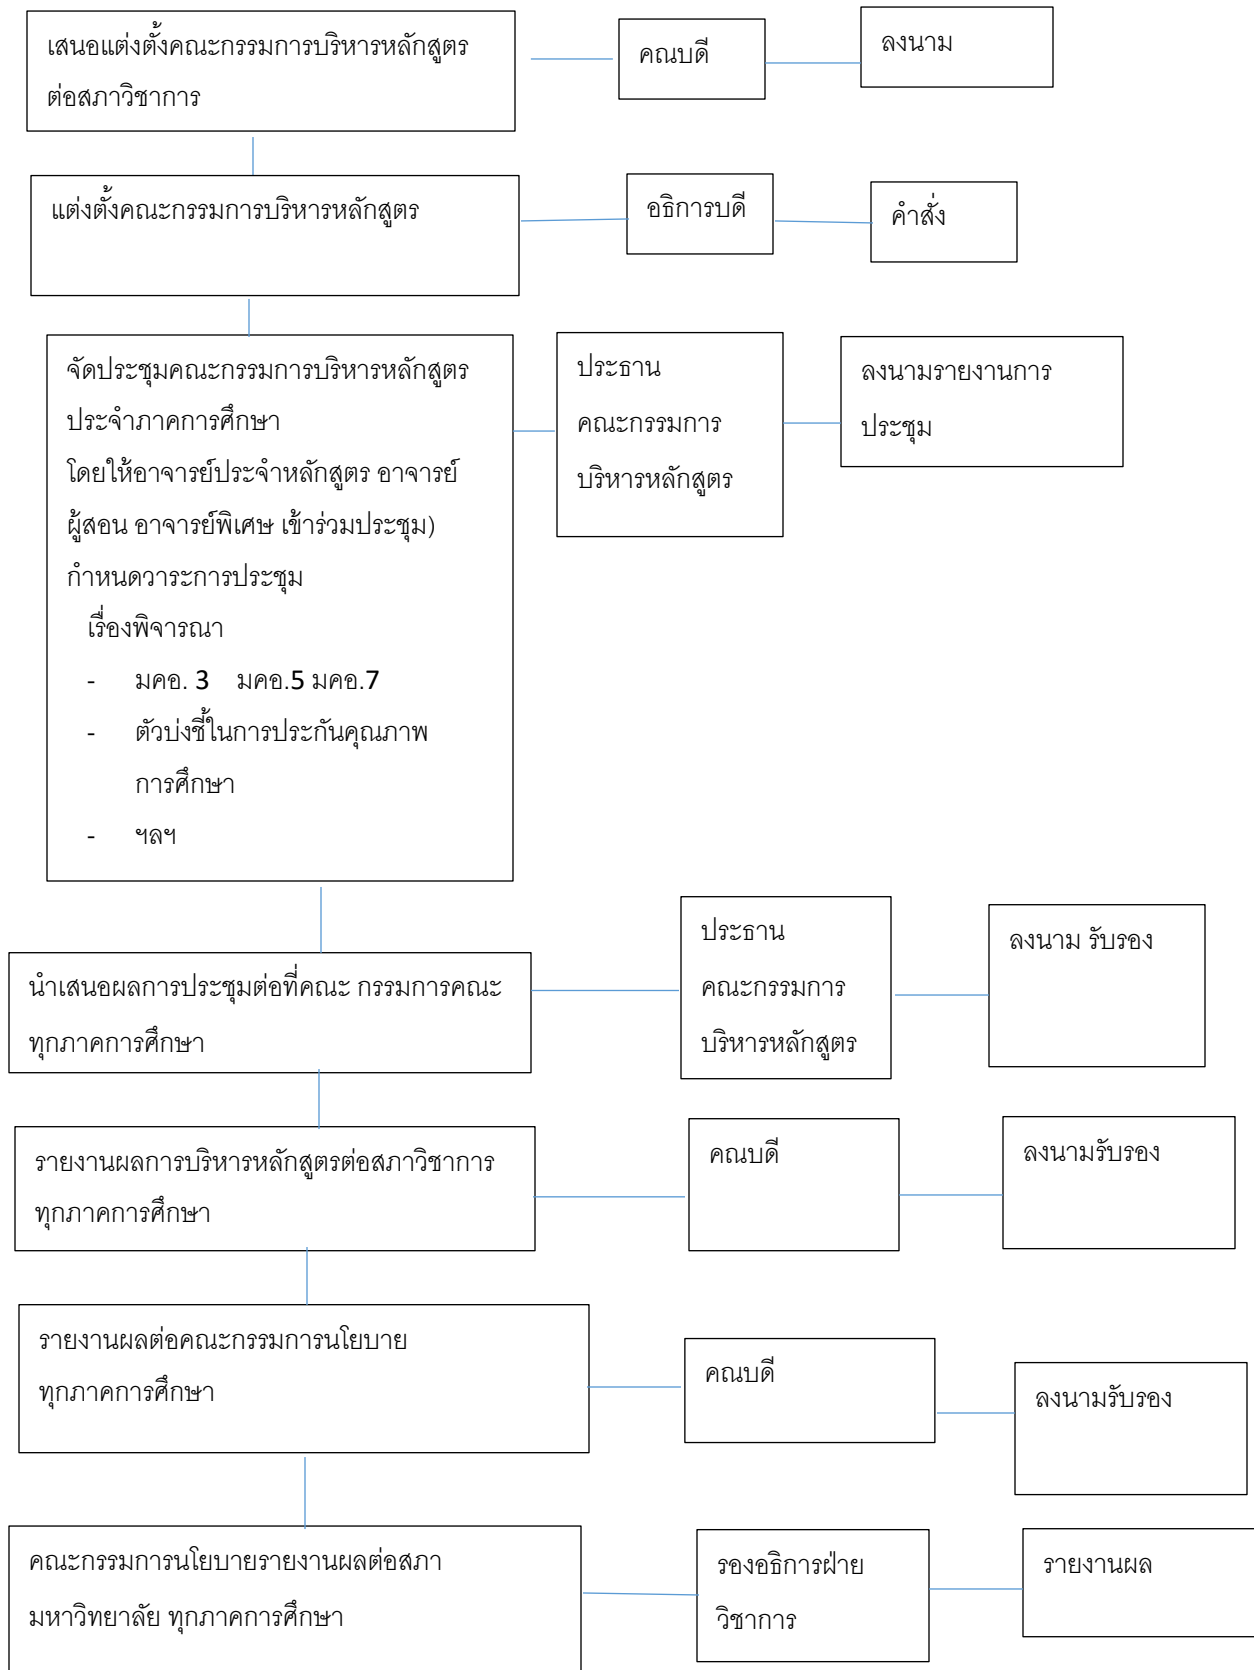 เสนอแต่งตั้งคณะกรรมการบริหารหลักสูตร
ต่อสภาวิชาการ
คณบดี
ลงนาม
แต่งตั้งคณะกรรมการบริหารหลักสูตร
อธิการบดี
คำสั่ง
จัดประชุมคณะกรรมการบริหารหลักสูตร
ประจำภาคการศึกษา
โดยให้อาจารย์ประจำหลักสูตร อาจารย์
ผู้สอน อาจารย์พิเศษ เข้าร่วมประชุม)
กำหนดวาระการประชุม
เรื่องพิจารณา
- มคอ. 3 มคอ.5 มคอ.7
- ตัวบ่งชี้ในการประกันคุณภาพ
การศึกษา
- ฯลฯ
ประธาน
คณะกรรมการ
บริหารหลักสูตร
ลงนามรายงานการ
ประชุม
นำเสนอผลการประชุมต่อที่คณะ กรรมการคณะ
ทุกภาคการศึกษา
ประธาน
คณะกรรมการ
บริหารหลักสูตร
ลงนาม รับรอง
รายงานผลการบริหารหลักสูตรต่อสภาวิชาการ
ทุกภาคการศึกษา
คณบดี
ลงนามรับรอง
รายงานผลต่อคณะกรรมการนโยบาย
ทุกภาคการศึกษา
คณบดี
ลงนามรับรอง
คณะกรรมการนโยบายรายงานผลต่อสภา
มหาวิทยาลัย ทุกภาคการศึกษา
รองอธิการฝ่าย
วิชาการ
รายงานผล